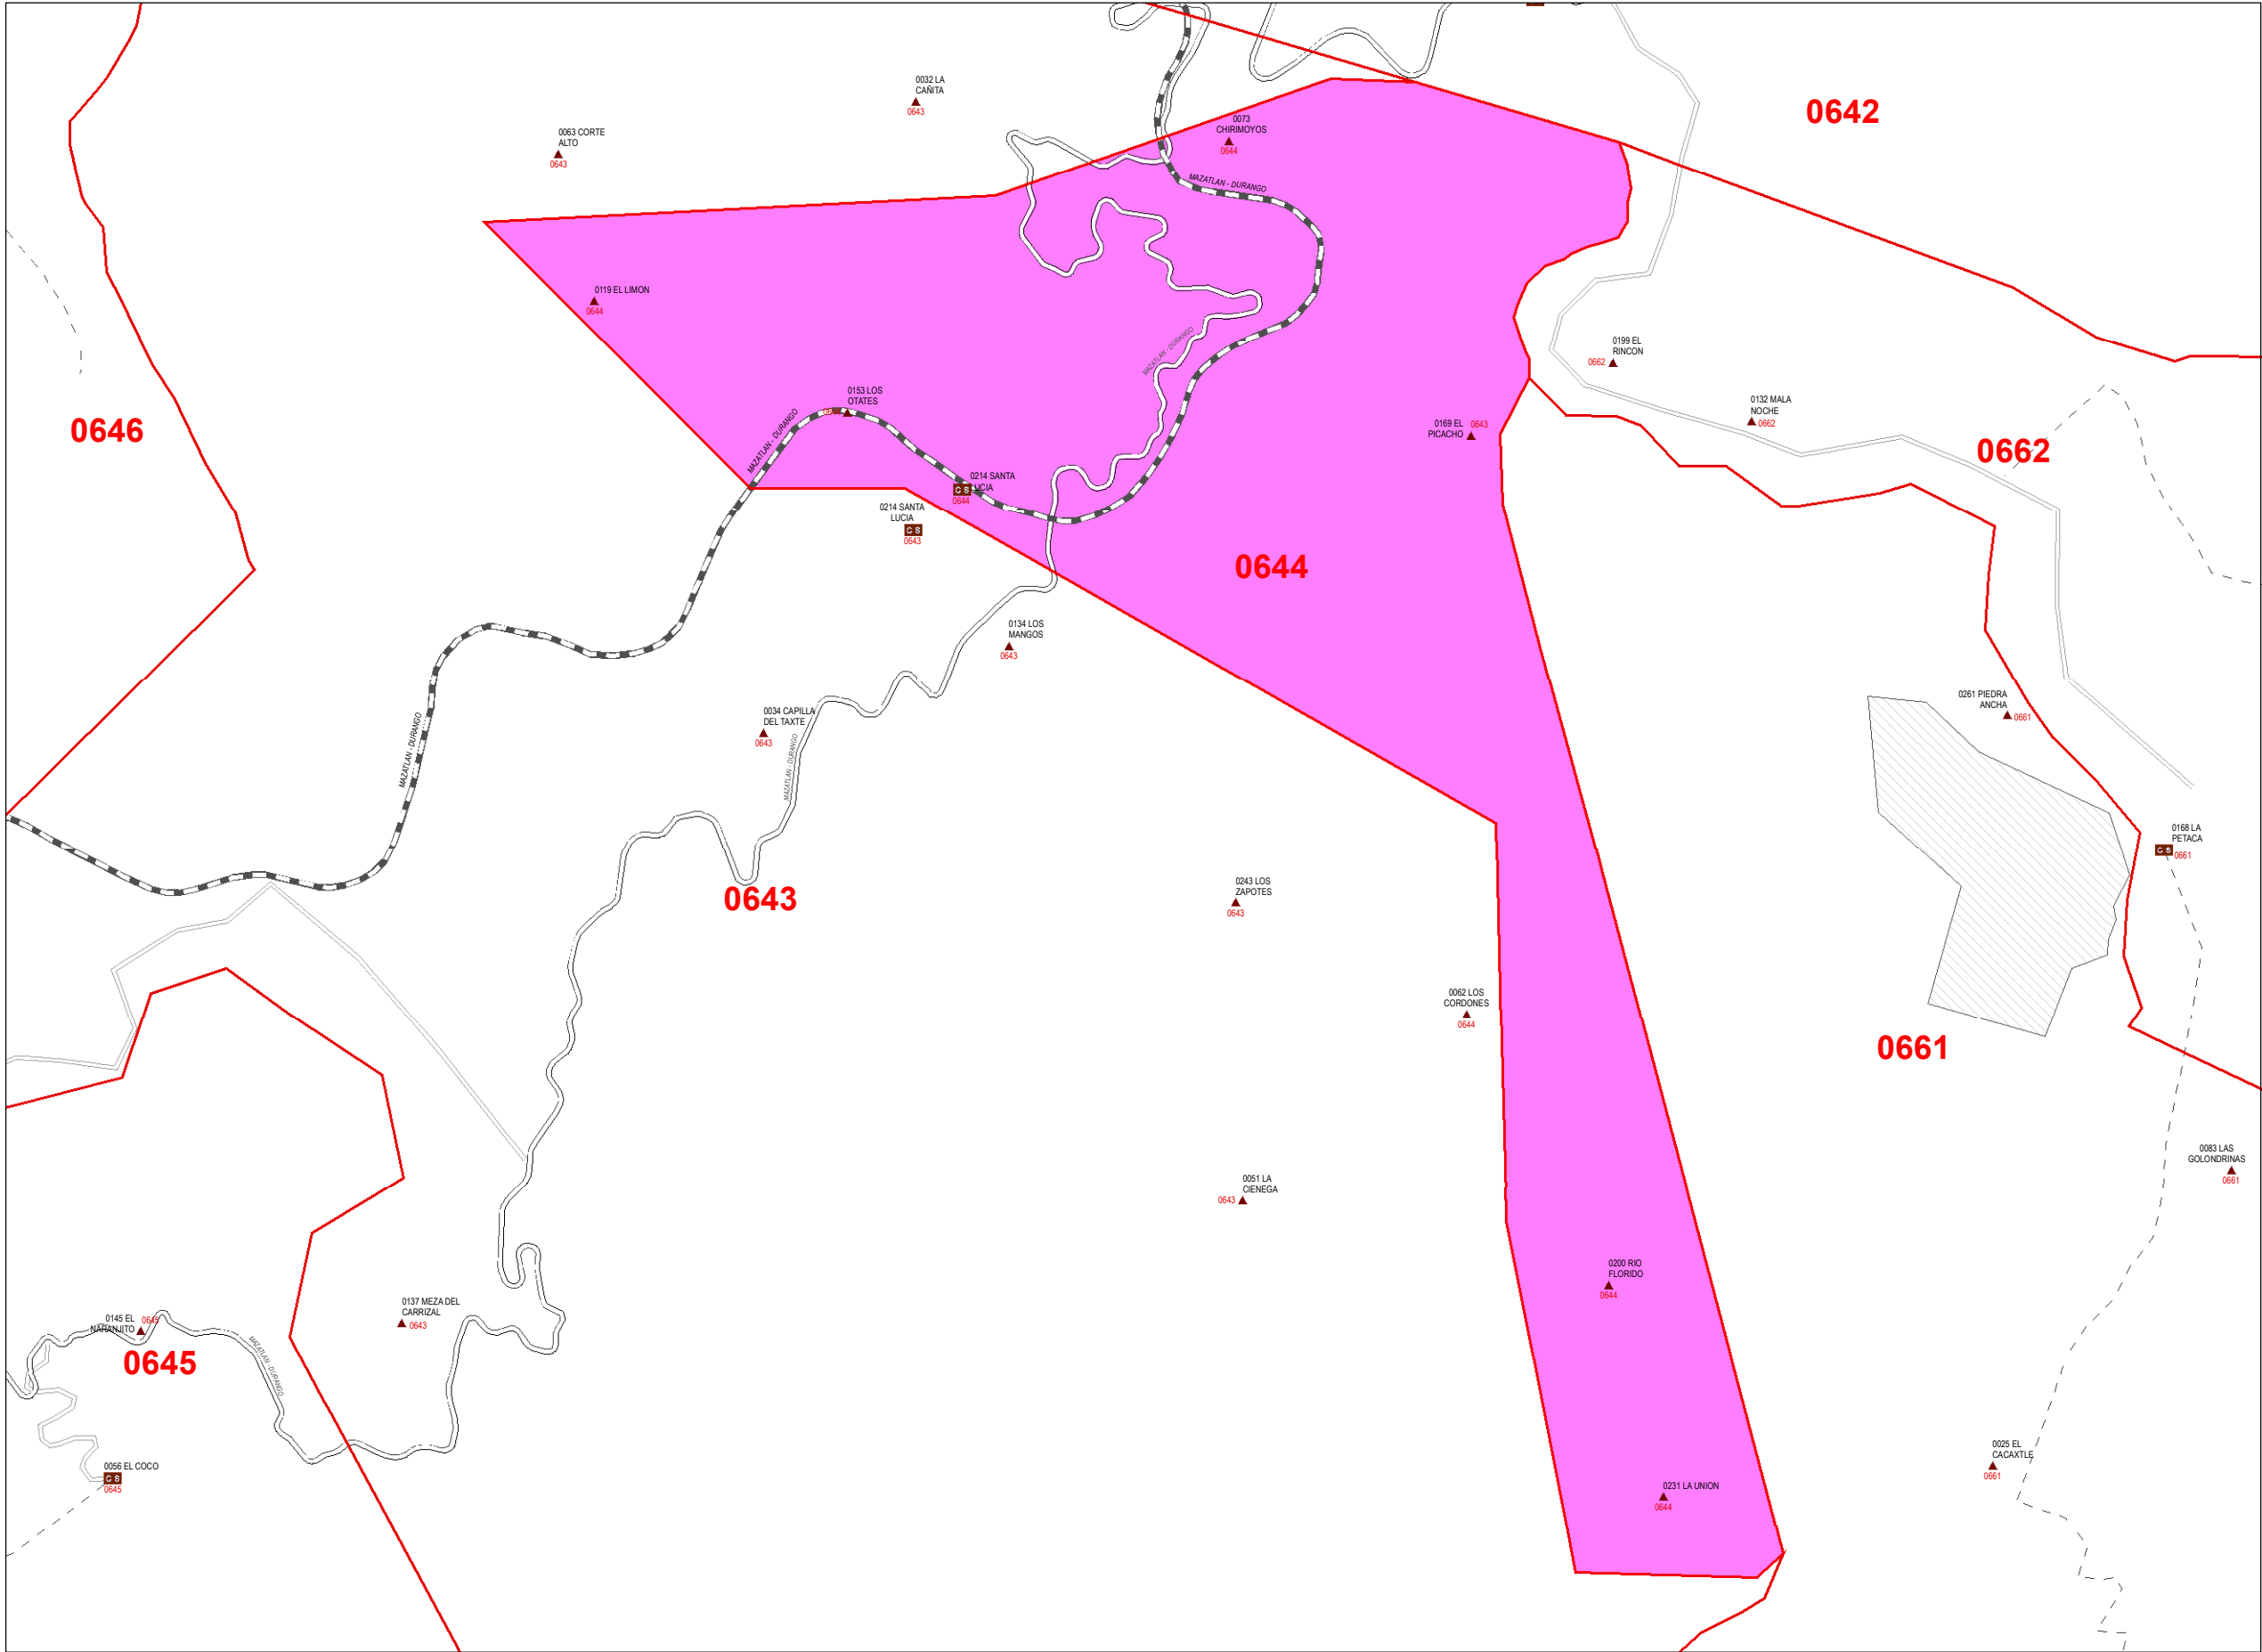 0032 LA
CAÑITA
0643
0642
0073
CHIRIMOYOS
0644
0063 CORTE
ALTO
0643
MAZATLAN - DURANGO
0119 EL LIMON
0644
MAZATLAN - DURANGO
0199 EL
RINCON
0662
0153 LOS
OTATES
0132 MALA
NOCHE
0662
0646
MAZATLAN - DURANGO
0169 EL
PICACHO
0643
0662
0214 SANTA
LUCIA
C S
0644
0214 SANTA
LUCIA
C S
0643
0644
0134 LOS
MANGOS
0643
0261 PIEDRA
ANCHA
0661
0034 CAPILLA
DEL TAXTE
0643
MAZATLAN - DURANGO
MAZATLAN - DURANGO
0168 LA
PETACA
C S
0661
0643
0243 LOS
ZAPOTES
0643
0062 LOS
CORDONES
0644
0661
0083 LAS
GOLONDRINAS
0661
0051 LA
CIENEGA
0643
0200 RIO
FLORIDO
0644
0137 MEZA DEL
CARRIZAL
0643
0145 EL
NARANJITO
0645
0645
MAZATLAN - DURANGO
0056 EL COCO
C S
0645
0025 EL
CACAXTLE
0661
0231 LA UNION
0644